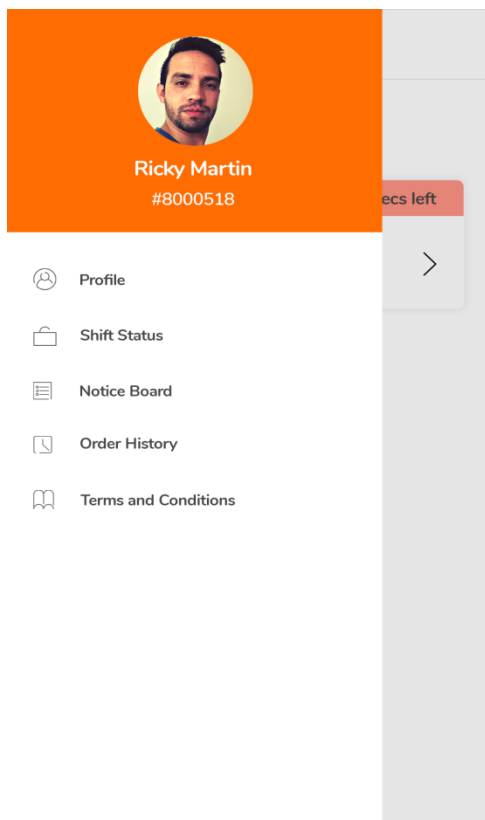 Ricky Martin
#8000518
ecs left
Profile
Shift Status
Notice Board
Order History
Terms and Conditions